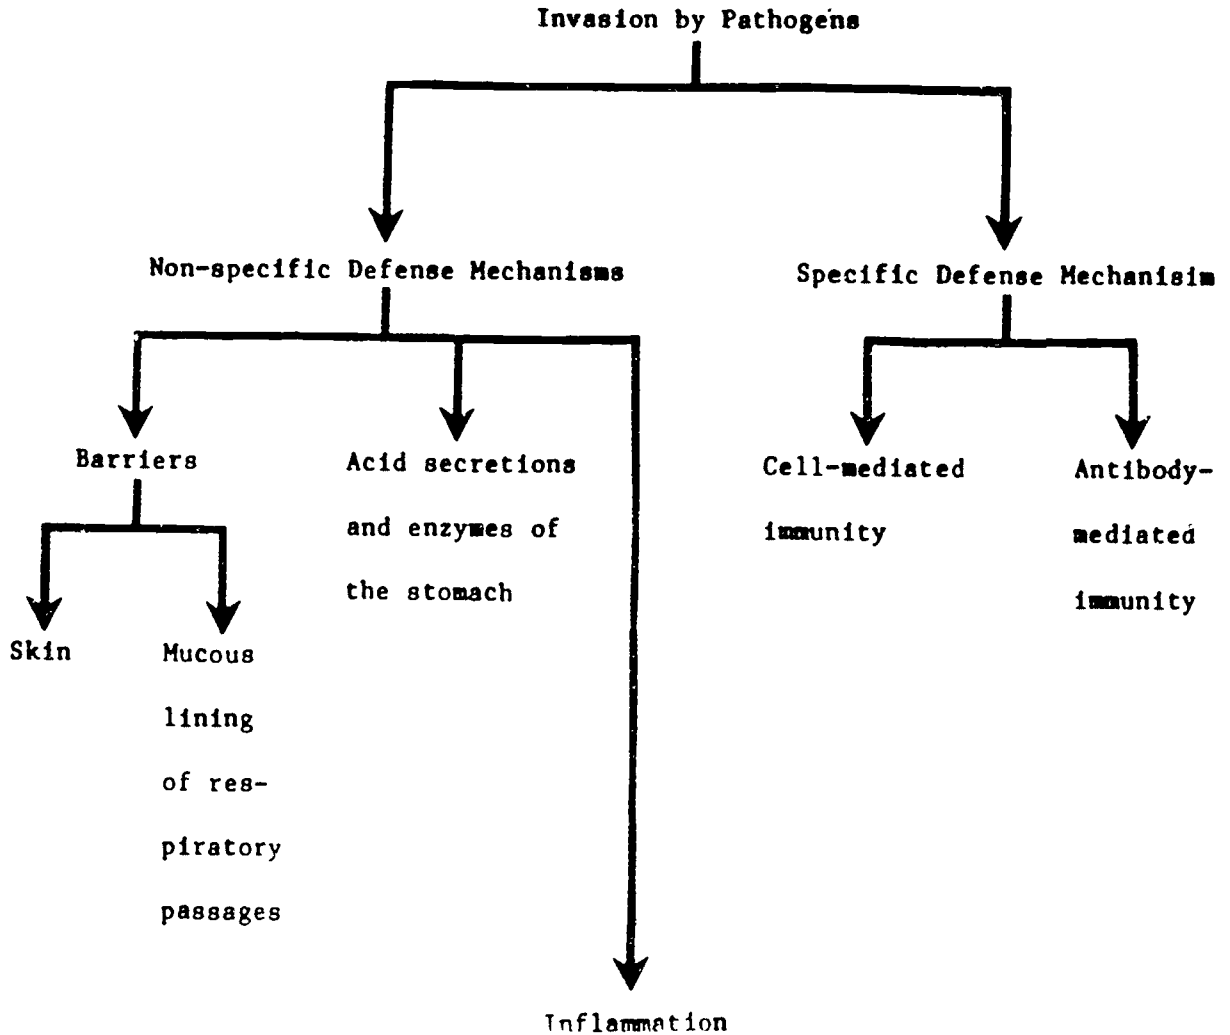 Invasion by Pathogens
Non-specific Defense Mechanisms
Specific Defense Mechanisim
Barriers
Skin
Mucous
lining
of res-
piratory
passages
Acid secretions
and enzymes of
the stomach
Inflammation
Cell-mediated
immunity
Antibody-
mediated
immunity